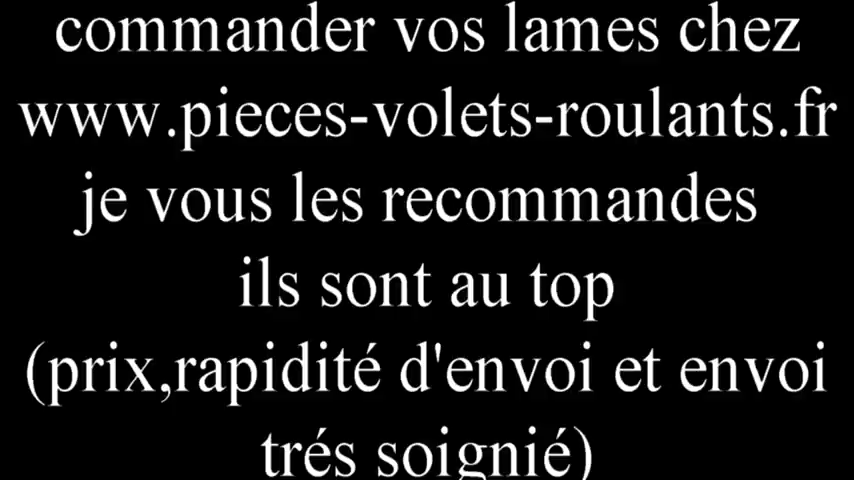 commander vos lames chez
www.pieces-volets-roulants.fr
je vous les recommandes
ils sont au top
(prix,rapidité d'envoi et envoi
trés soignié)